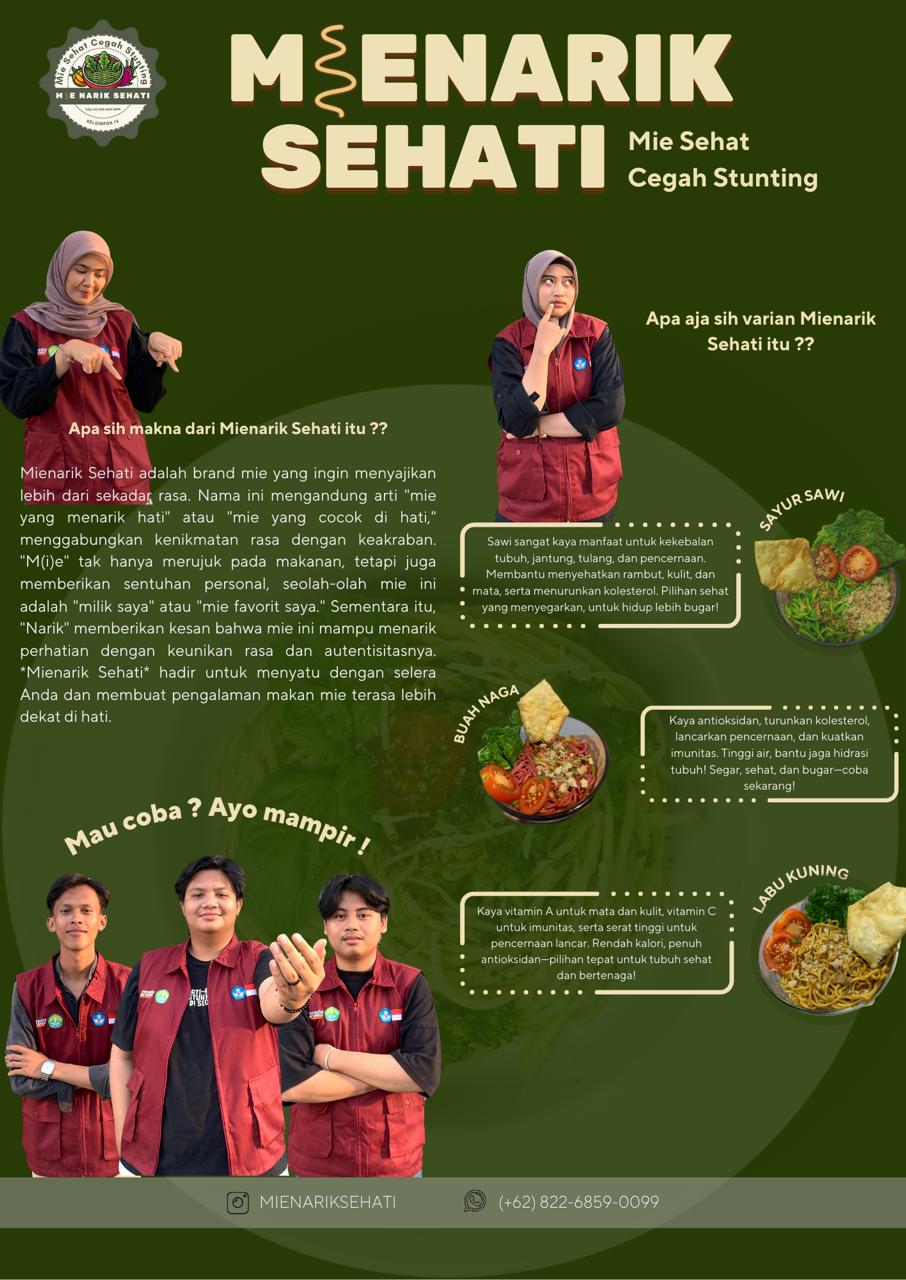 Mie Sehat Cegah Stunting
MIE NARIK SEHATI
KELOMPOK 15
MIENARIK
SEHATI
Mie Sehat
Cegah Stunting
Apa sih makna dari Mienarik Sehati itu ??
Mienarik Sehati adalah brand mie yang ingin menyajikan
lebih dari sekadar rasa. Nama ini mengandung arti "mie
yang menarik hati" atau "mie yang cocok di hati,"
menggabungkan kenikmatan rasa dengan keakraban.
"M(i)e" tak hanya merujuk pada makanan, tetapi juga
memberikan sentuhan personal, seolah-olah mie ini
adalah "milik saya" atau "mie favorit saya." Sementara itu,
"Narik" memberikan kesan bahwa mie ini mampu menarik
perhatian dengan keunikan rasa dan autentisitasnya.
*Mienarik Sehati* hadir untuk menyatu dengan selera
Anda dan membuat pengalaman makan mie terasa lebih
dekat di hati.
Apa aja sih varian Mienarik
Sehati itu ??
SAYUR SAWI
Sawi sangat kaya manfaat untuk kekebalan
tubuh, jantung, tulang, dan pencernaan.
Membantu menyehatkan rambut, kulit, dan
mata, serta menurunkan kolesterol. Pilihan sehat
yang menyegarkan, untuk hidup lebih bugar!
BUAH NAGA
Kaya antioksidan, turunkan kolesterol,
lancarkan pencernaan, dan kuatkan
imunitas. Tinggi air, bantu jaga hidrasi
tubuh! Segar, sehat, dan bugar—coba
sekarang!
LABU KUNING
Kaya vitamin A untuk mata dan kulit, vitamin C
untuk imunitas, serta serat tinggi untuk
pencernaan lancar. Rendah kalori, penuh
antioksidan—pilihan tepat untuk tubuh sehat
dan bertenaga!
Mau coba ? Ayo mampir !
MIENARIKSEHATI
(+62) 822-6859-0099